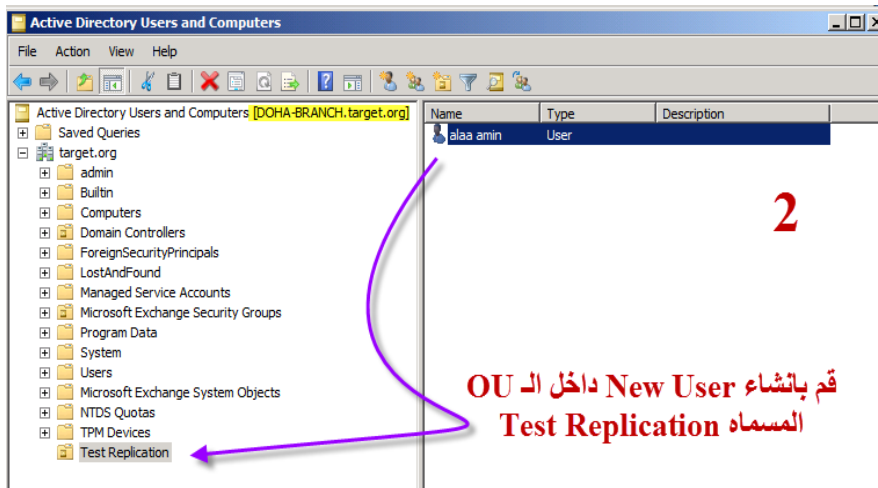 Active Directory Users and Computers
File Action View Help
Active Directory Users and Computers [DOHA-BRANCH.target.org]
Saved Queries
target.org
admin
Builtin
Computers
Domain Controllers
ForeignSecurityPrincipals
LostAndFound
Managed Service Accounts
Microsoft Exchange Security Groups
Program Data
System
Users
Microsoft Exchange System Objects
NTDS Quotas
TPM Devices
Test Replication
Name Type Description
alaa amin User
2
قم بانشاء New User داخل الـ OU
المسماه Test Replication